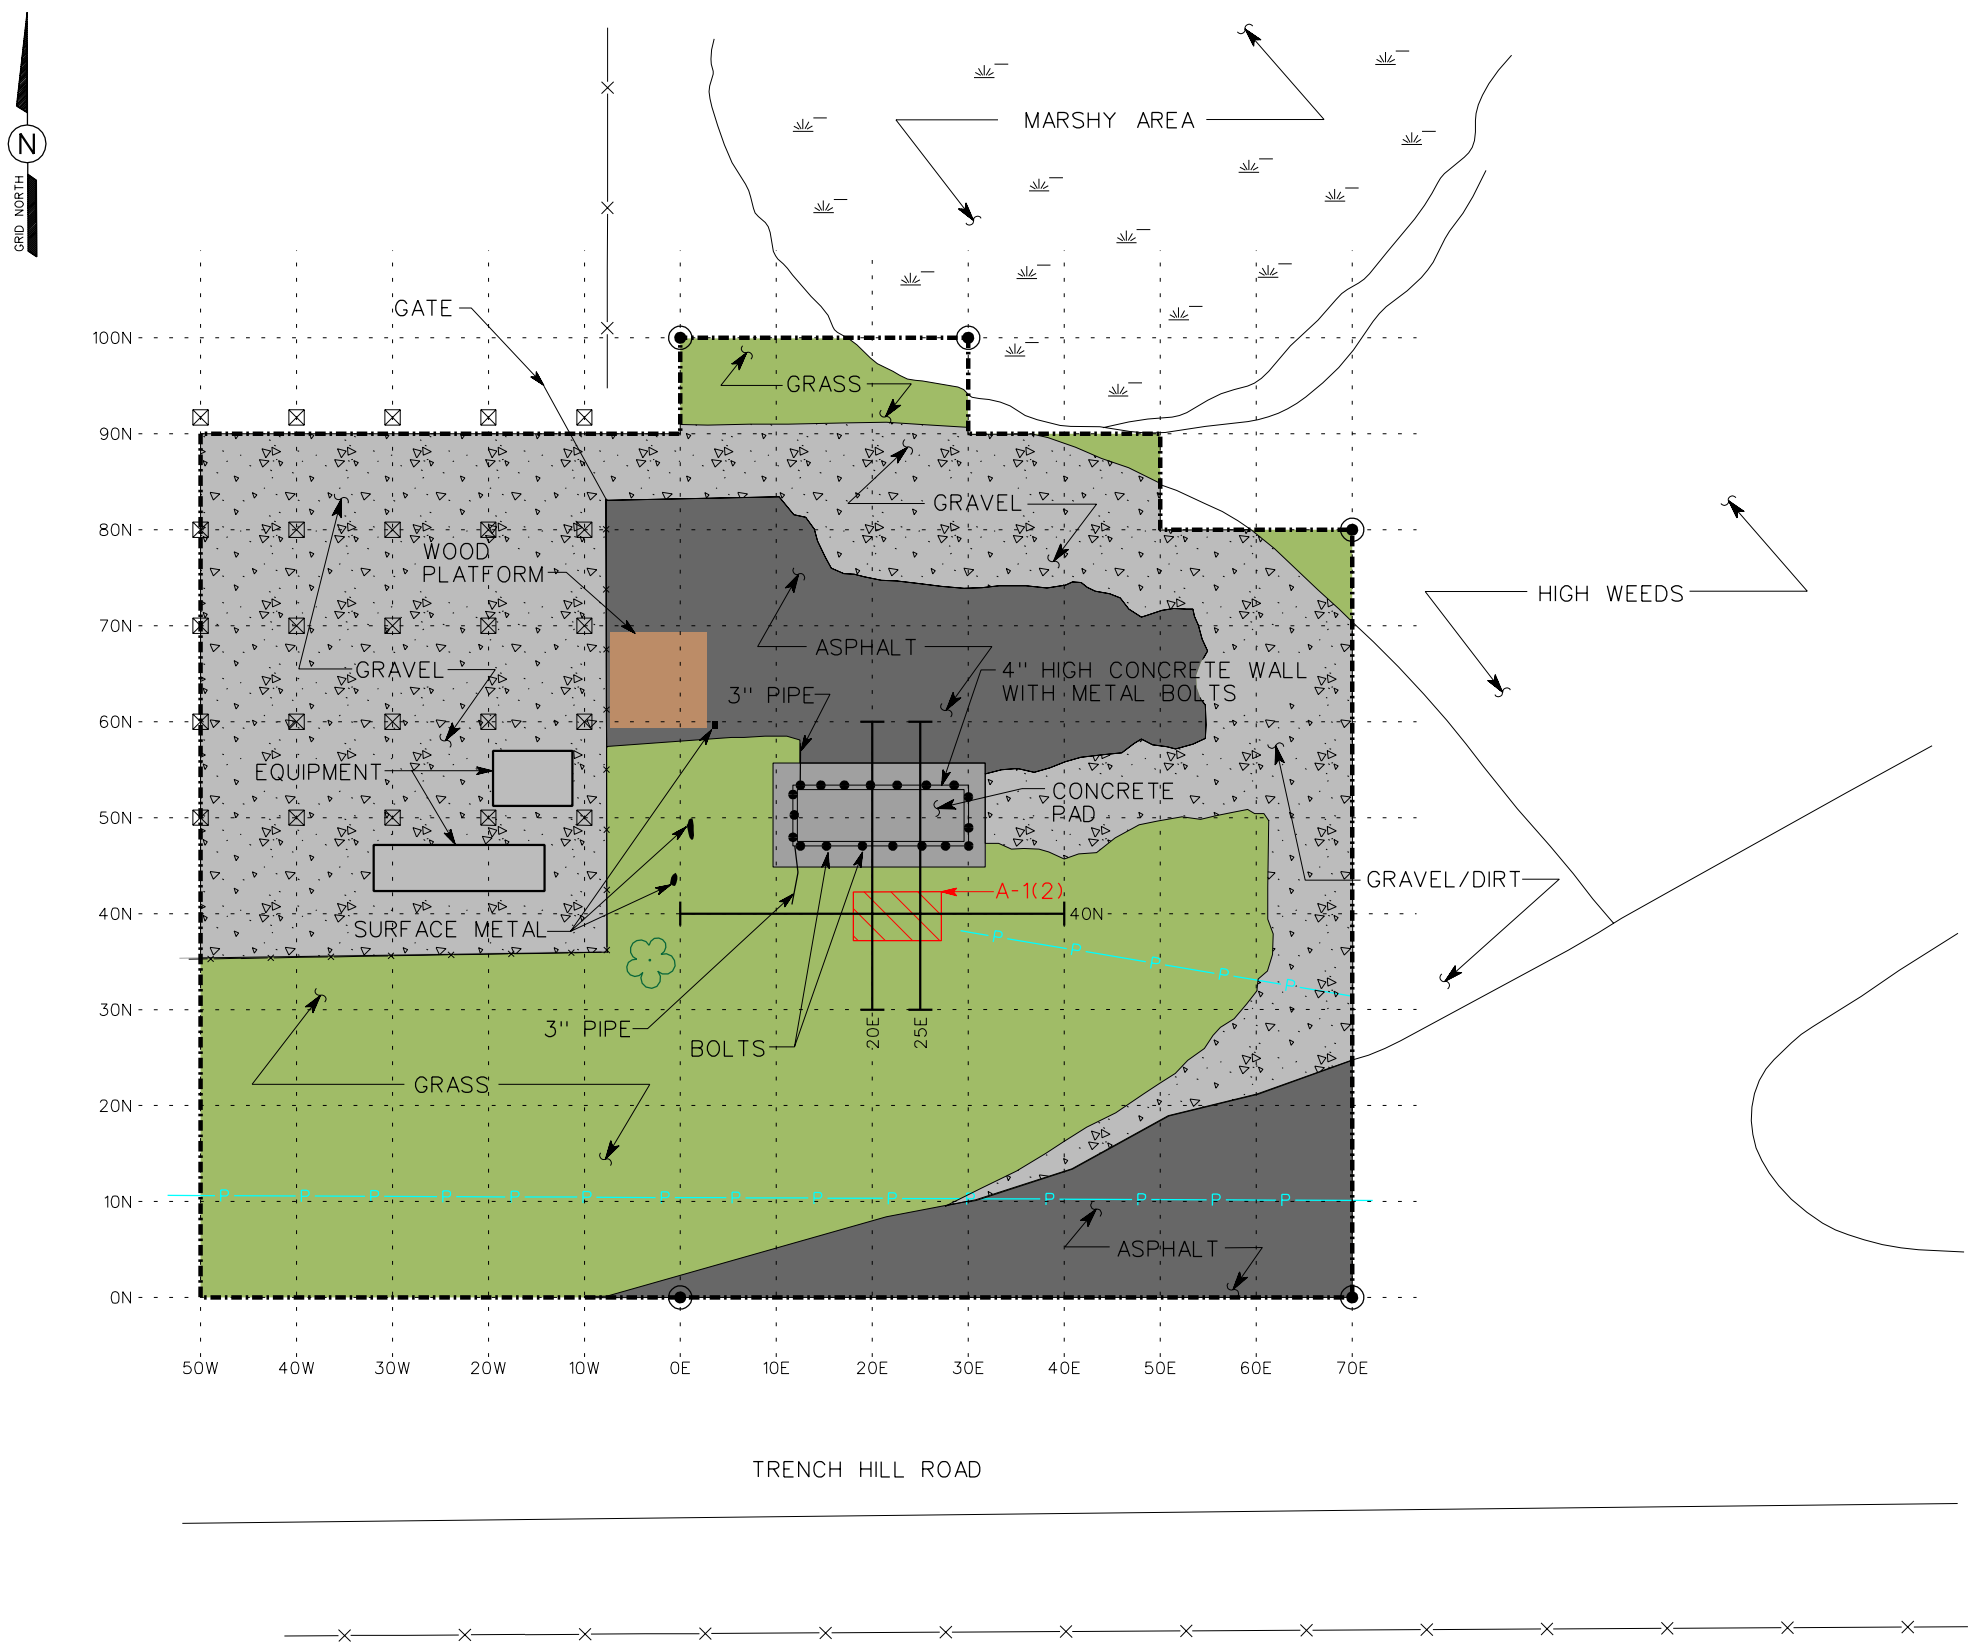 N
GRID NORTH
MARSHY AREA
GATE
100N
GRASS
90N
GRAVEL
80N
WOOD
PLATFORM
HIGH WEEDS
70N
ASPHALT
GRAVEL
4" HIGH CONCRETE WALL
WITH METAL BOLTS
3" PIPE
60N
EQUIPMENT
CONCRETE
PAD
50N
GRAVEL/DIRT
A-1(2)
40N
40N
SURFACE METAL
P P P P P
30N
3" PIPE
BOLTS
20E
25E
GRASS
20N
P P P P P P P P P P P P P P P
10N
ASPHALT
0N
50W 40W 30W 20W 10W 0E 10E 20E 30E 40E 50E 60E 70E
TRENCH HILL ROAD